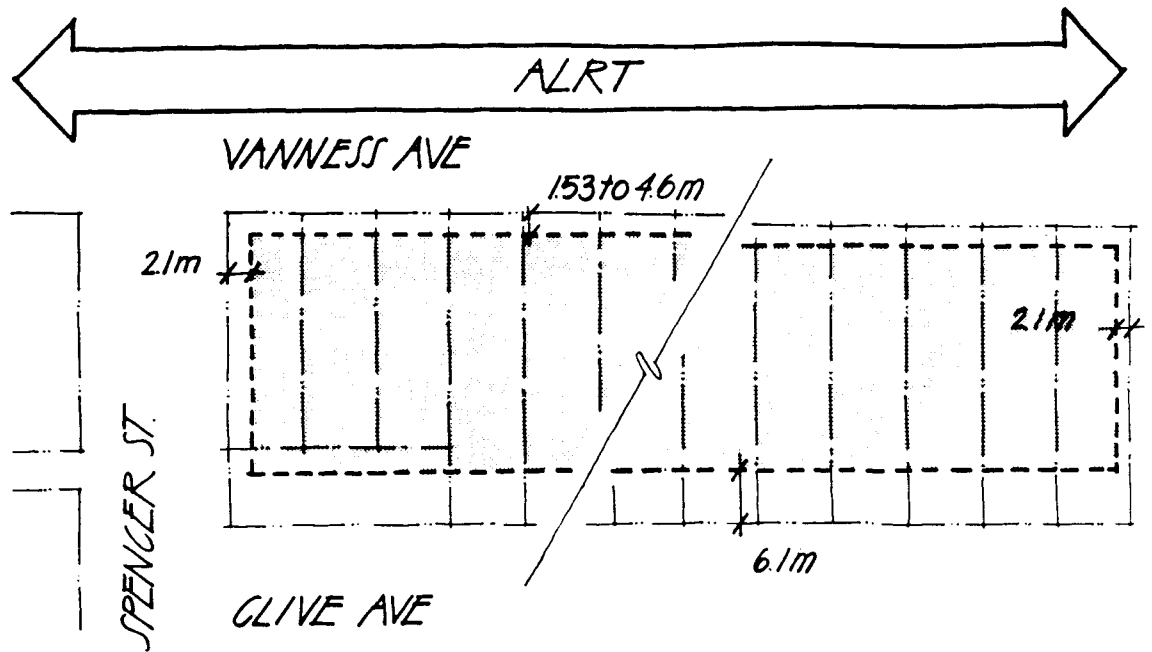 ALRT
VANNESS AVE
1.53 to 4.6m
2.1m
2.1m
SPENCER ST.
6.1m
CLIVE AVE